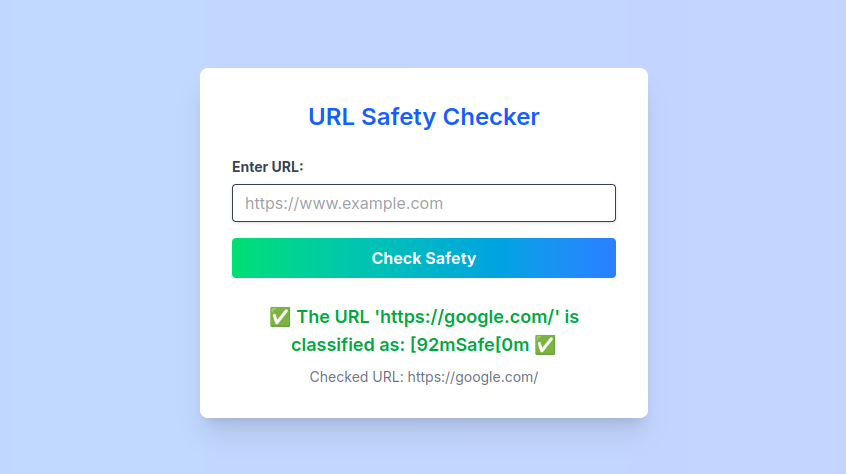 URL Safety Checker
Enter URL:
https://www.example.com
Check Safety
✅ The URL 'https://google.com/' is
classified as: [92mSafe[0m ✅
Checked URL: https://google.com/